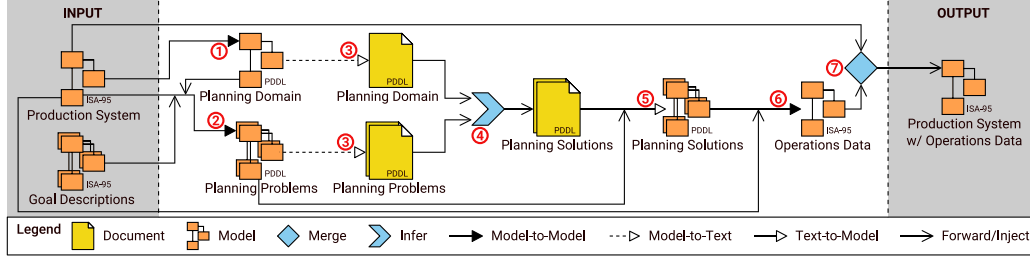 INPUT
OUTPUT
1
3
PDDL
PDDL
Planning Domain
Planning Domain
ISA-95
Production System
2
3
PDDL
PDDL
Planning Problems
Planning Problems
ISA-95
Goal Descriptions
4
PDDL
Planning Solutions
5
PDDL
Planning Solutions
6
ISA-95
Operations Data
7
ISA-95
Production System
w/ Operations Data
Legend
Document
Model
Merge
Infer
Model-to-Model
Model-to-Text
Text-to-Model
Forward/Inject